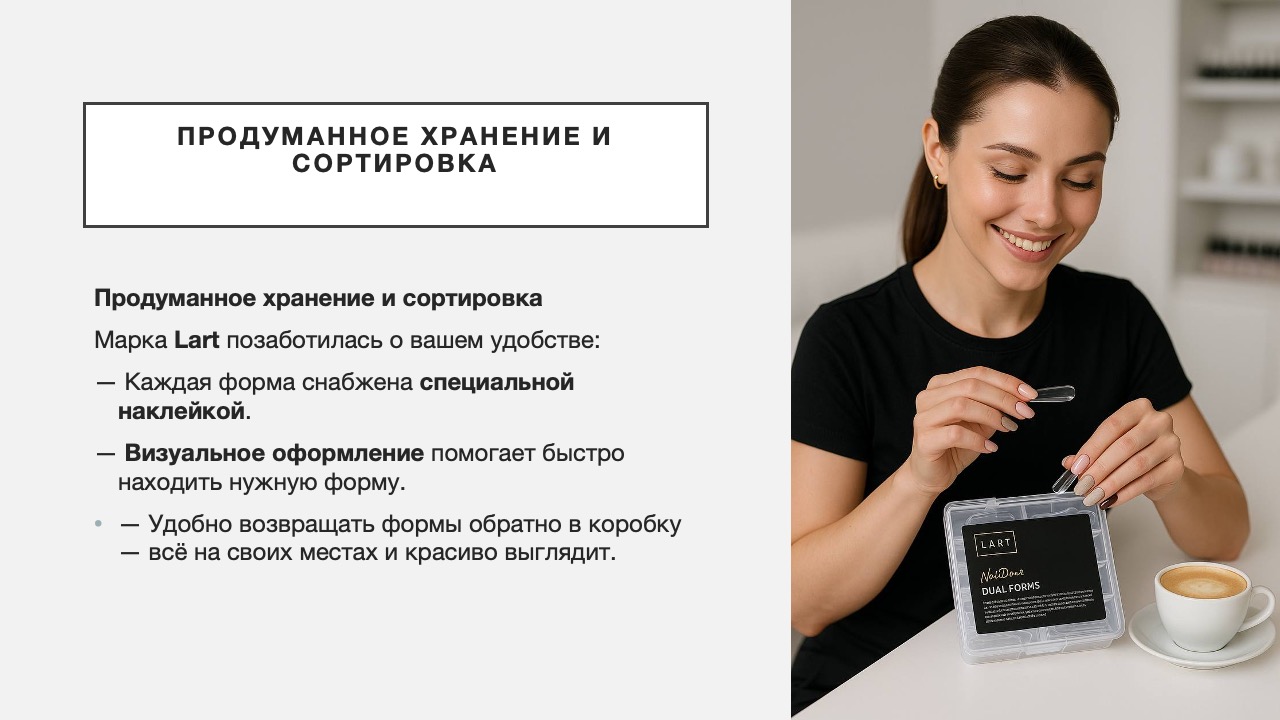 ПРОДУМАННОЕ ХРАНЕНИЕ И
СОРТИРОВКА
Продуманное хранение и сортировка
Марка Lart позаботилась о вашем удобстве:
— Каждая форма снабжена специальной
наклейкой.
— Визуальное оформление помогает быстро
находить нужную форму.
• — Удобно возвращать формы обратно в коробку
— всё на своих местах и красиво выглядит.
LART
DUAL FORMS